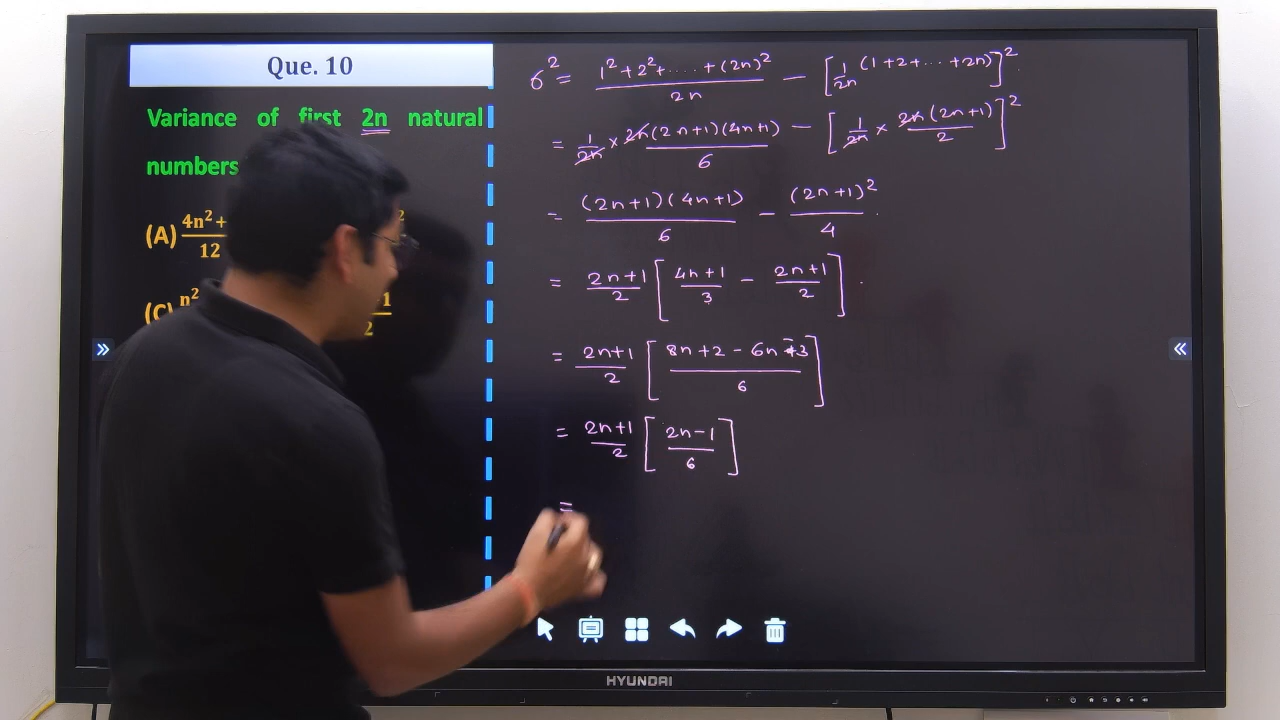 Que. 10
Variance of first 2n natural
numbers
(A) 4n² +
12
(C) n²
1
2
σ² = 1² + 2² + ..... + (2n)² / 2n − [1/2n (1 + 2 + ... + 2n)]²
= 1/2n × 2n(2n+1)(4n+1) / 6 − [1/2n × 2n(2n+1) / 2]²
= (2n+1)(4n+1) / 6 − (2n+1)² / 4
= 2n+1 / 2 [4n+1 / 3 − 2n+1 / 2]
= 2n+1 / 2 [8n+2 − 6n − 3 / 6]
= 2n+1 / 2 [2n−1 / 6]
=
HYUNDAI